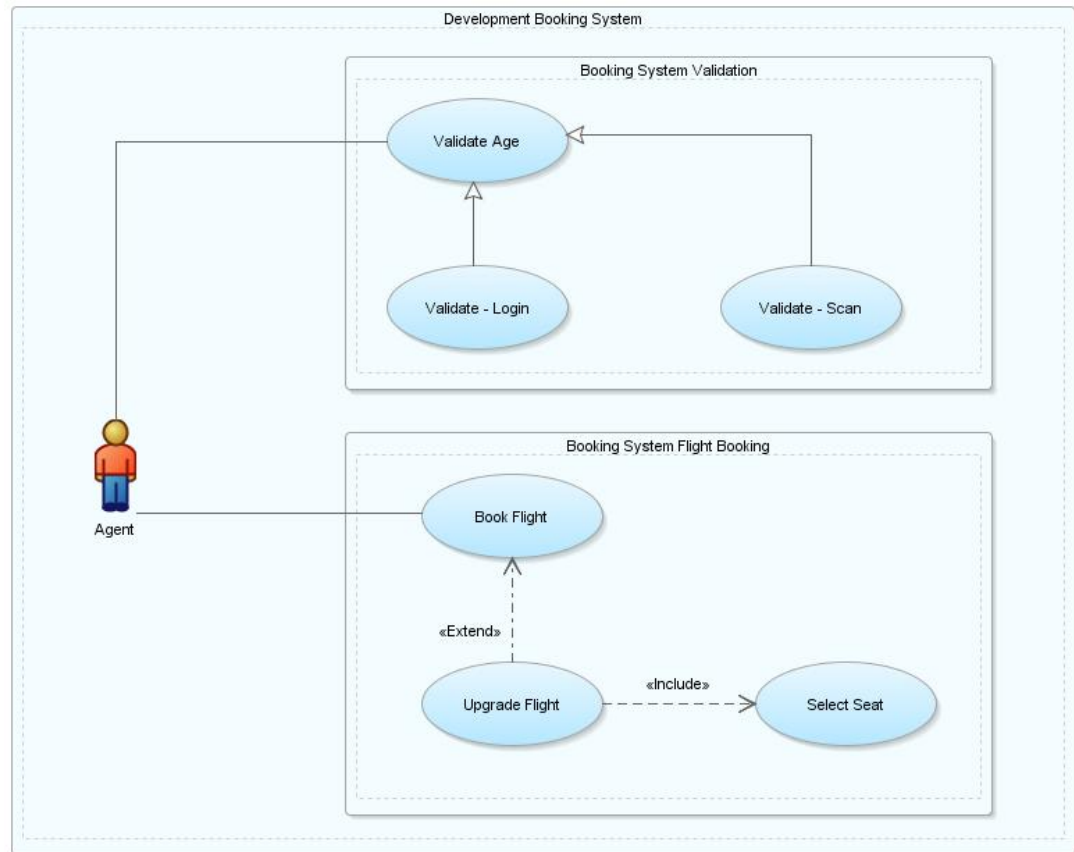 Development Booking System
Booking System Validation
Validate Age
Validate - Login
Validate - Scan
Agent
Booking System Flight Booking
Book Flight
«Extend»
Upgrade Flight
«Include»
Select Seat